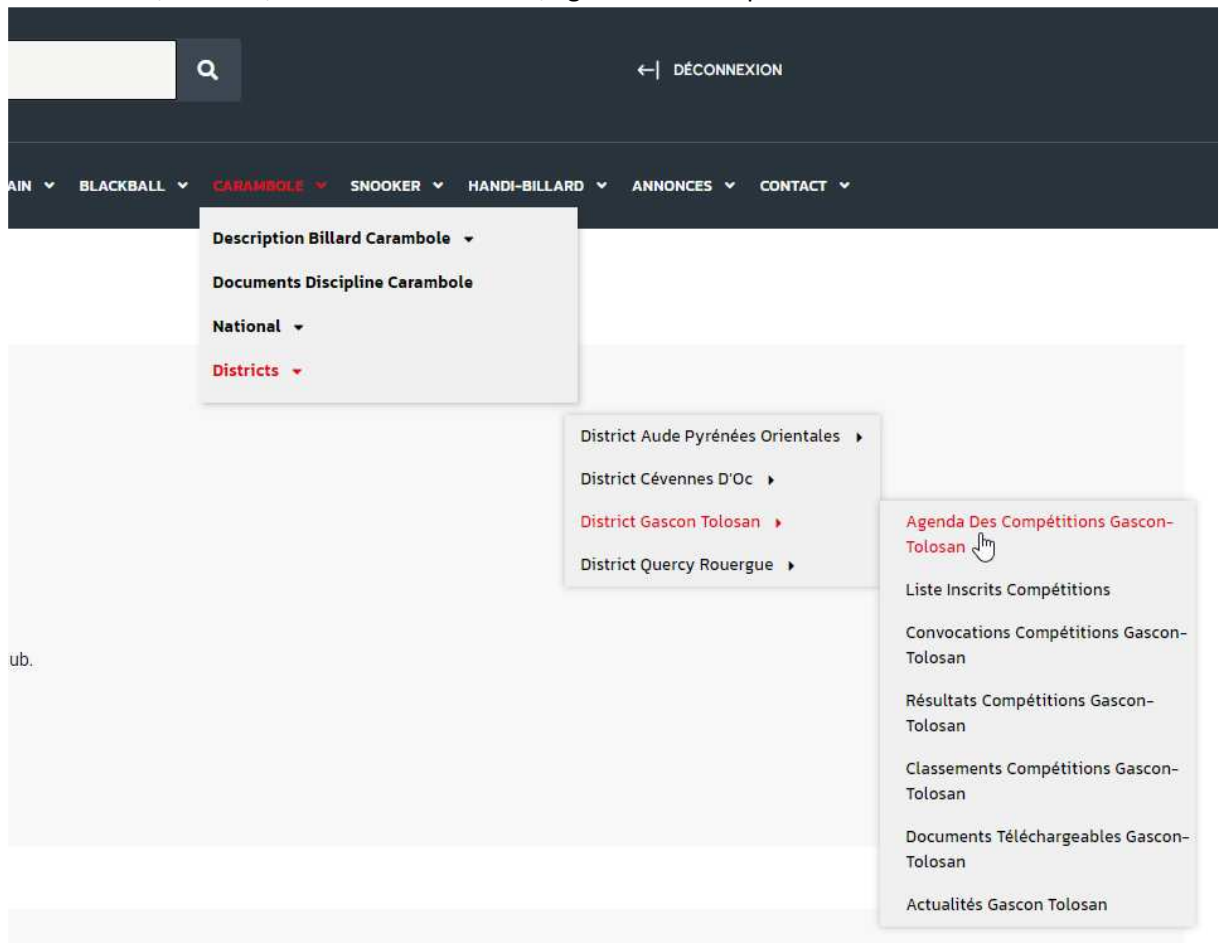 DÉCONNEXION
AIN BLACKBALL CARAMBOLE SNOOKER HANDI-BILLARD ANNONCES CONTACT
Description Billard Carambole
Documents Discipline Carambole
National
Districts
District Aude Pyrénées Orientales
District Cévennes D'Oc
District Gascon Tolosan
District Quercy Rouergue
Agenda Des Compétitions Gascon-
Tolosan
Liste Inscrits Compétitions
Convocations Compétitions Gascon-
Tolosan
Résultats Compétitions Gascon-
Tolosan
Classements Compétitions Gascon-
Tolosan
Documents Téléchargeables Gascon-
Tolosan
Actualités Gascon Tolosan
ub.